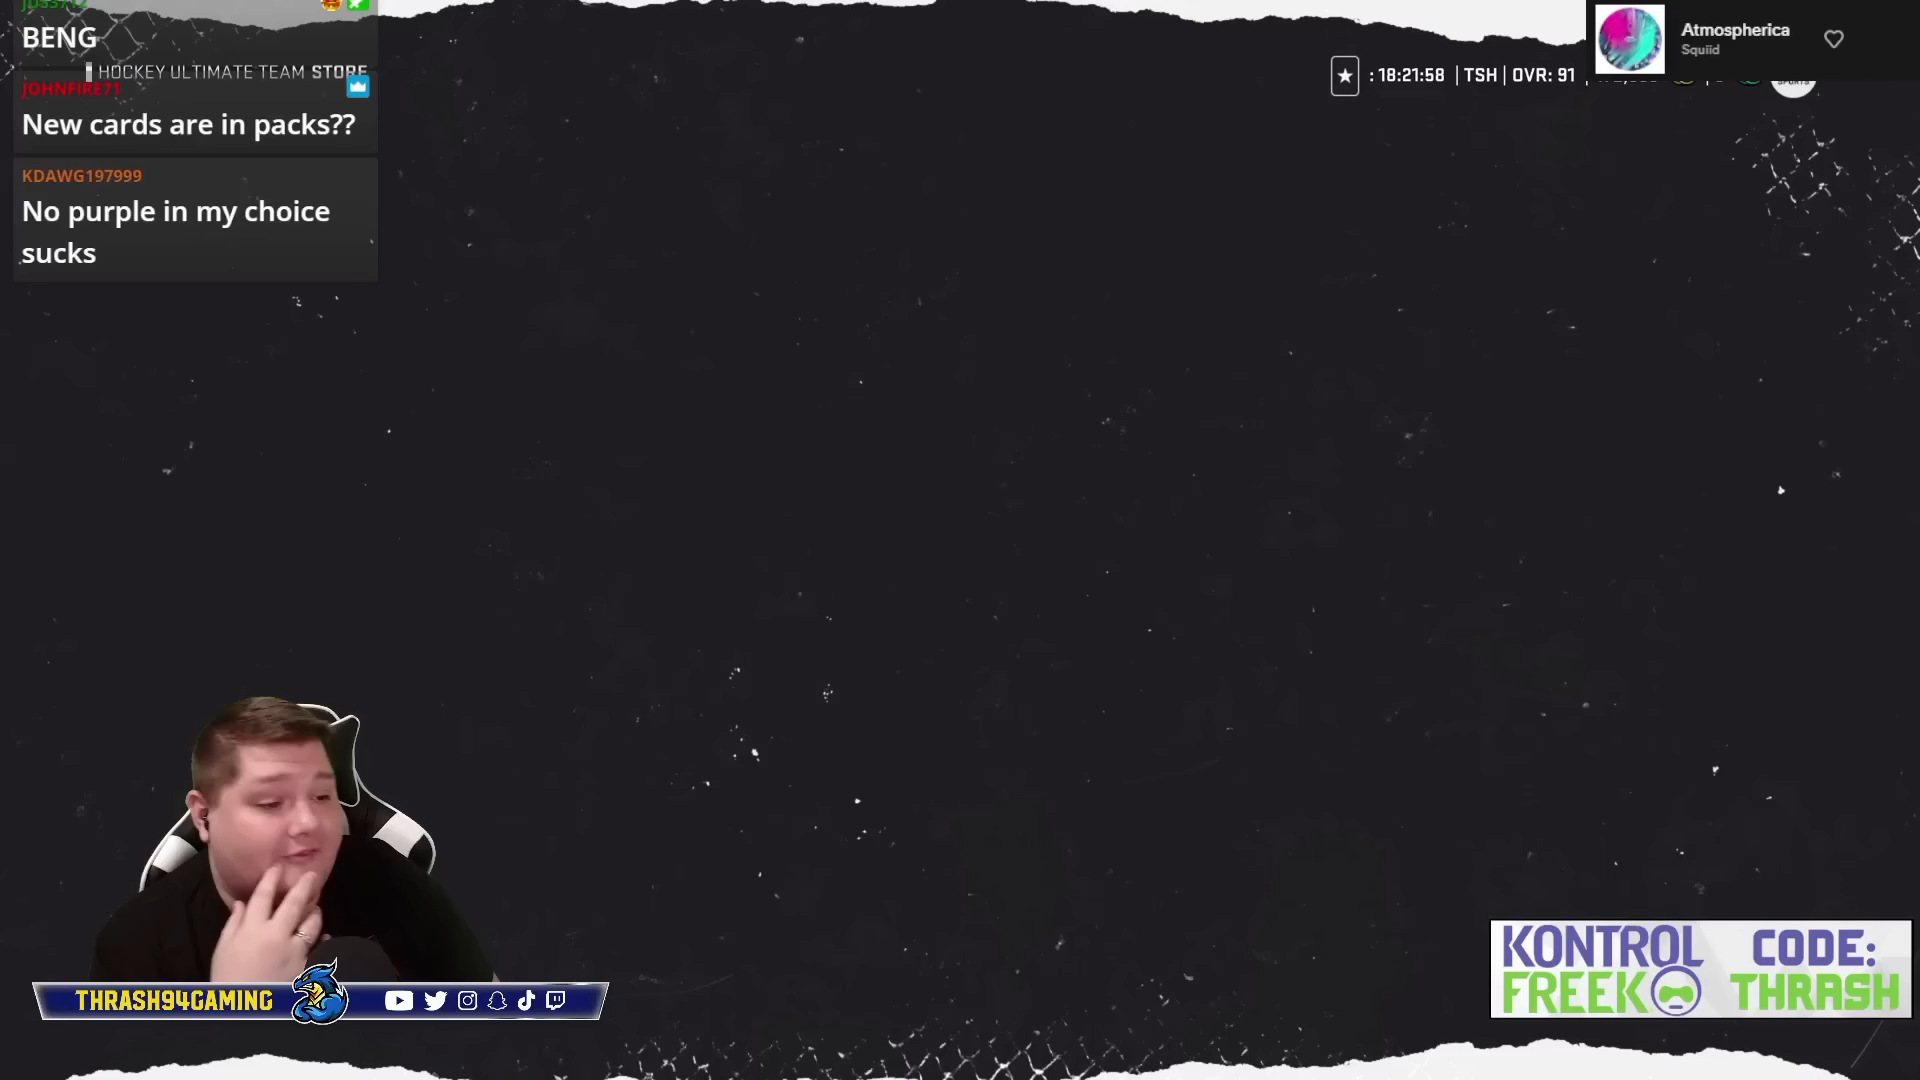 BENG
HOCKEY ULTIMATE TEAM STORE
JOHNFIRE71
New cards are in packs??
KDAWG197999
No purple in my choice
sucks
: 18:21:58 | TSH | OVR: 91
Atmospherica
Squiid
THRASH94GAMING
KONTROL
FREEK
CODE:
THRASH